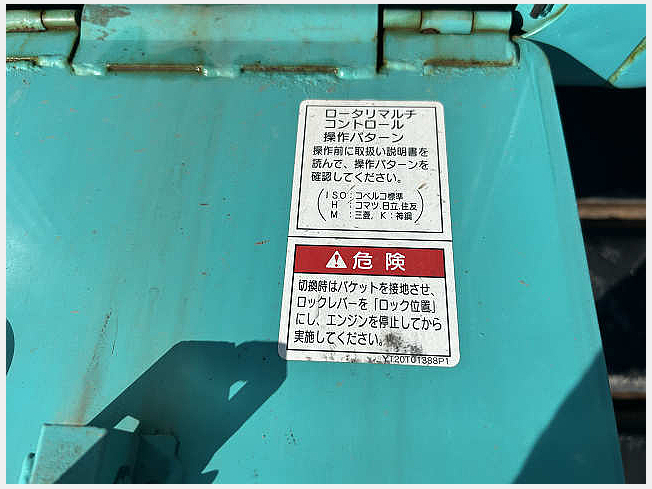 ロータリマルチ
コントロール
操作パターン
操作前に取扱い説明書を
読んで、操作パターンを
確認してください。
ISO:コベルコ標準
H :コマツ,日立,住友
M :三菱, K:神鋼
危険
切換時はバケットを接地させ、
ロックレバーを「ロック位置」
にし、エンジンを停止してから
実施してください。
YT20T01388P1